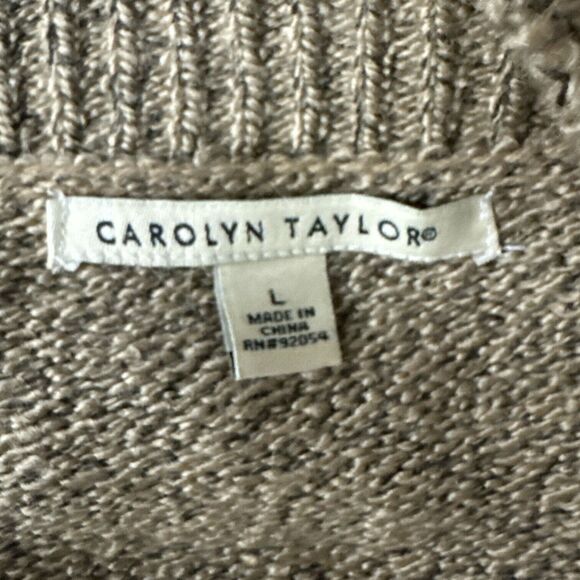 CAROLYN TAYLOR®
L
MADE IN
CHINA
RN#92054